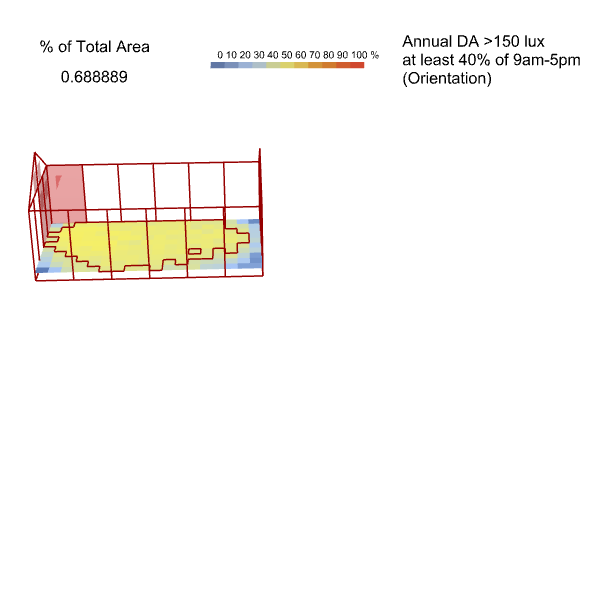 % of Total Area
0.688889
0 10 20 30 40 50 60 70 80 90 100 %
Annual DA >150 lux
at least 40% of 9am-5pm
(Orientation)